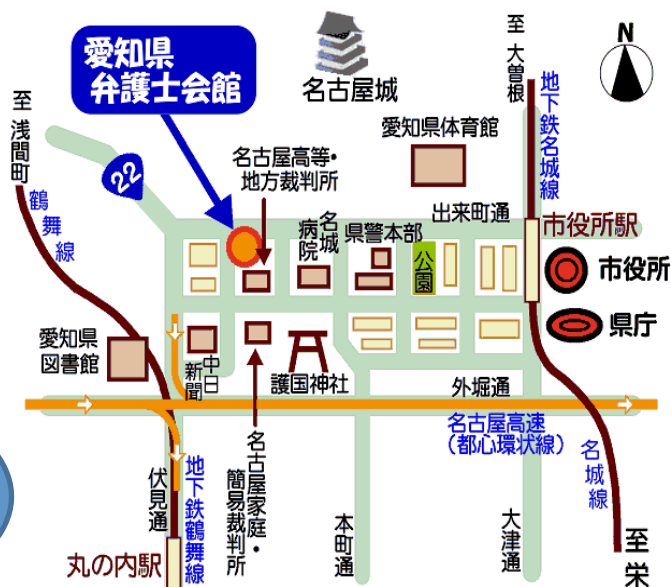 愛知県
弁護士会館
名古屋城
N
至 大曽根
地下鉄名城線
愛知県体育館
至 浅間町
鶴舞線
22
名古屋高等・
地方裁判所
出来町通
市役所駅
名城
病院
県警本部
公園
市役所
県庁
愛知県
図書館
中日
新聞
護国神社
外堀通
名古屋高速
(都心環状線)
名古屋家庭・
簡易裁判所
伏見通
地下鉄鶴舞線
本町通
大津通
名城線
丸の内駅
至 栄